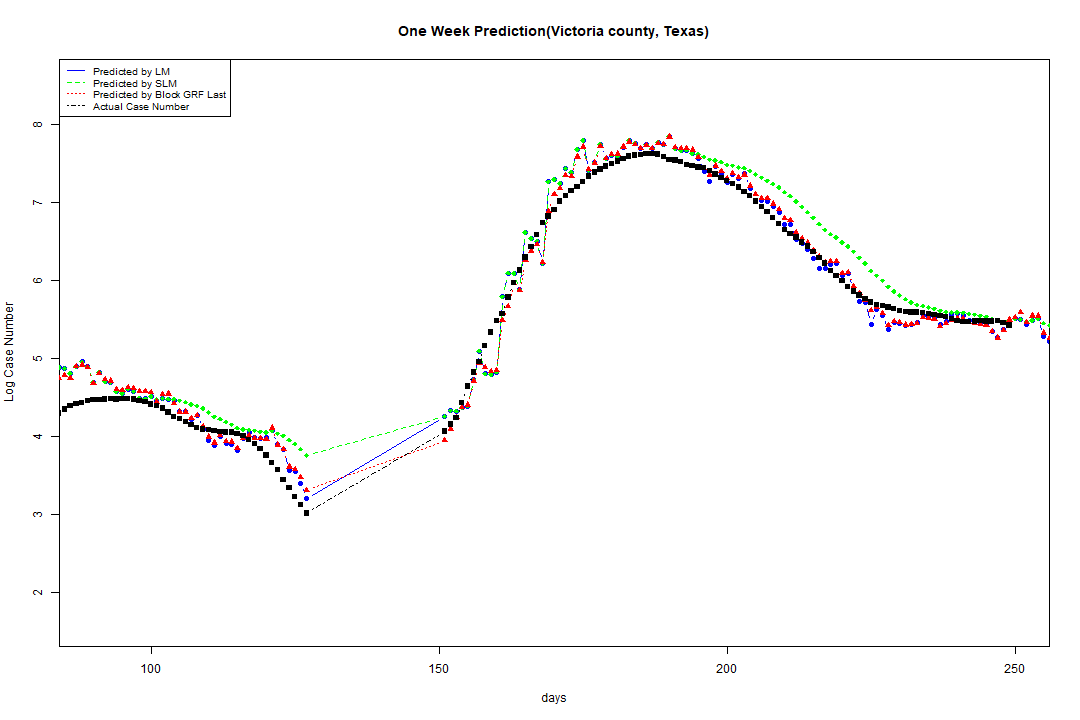 One Week Prediction(Victoria county, Texas)
Predicted by LM
Predicted by SLM
Predicted by Block GRF Last
Actual Case Number
8
7
6
5
4
3
2
Log Case Number
100 150 200 250
days